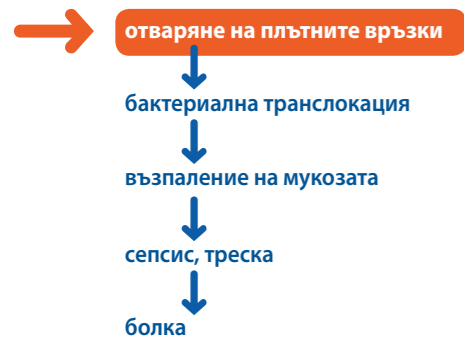 отваряне на плътните връзки
бактериална транслокация
възпаление на мукозата
сепсис, треска
болка